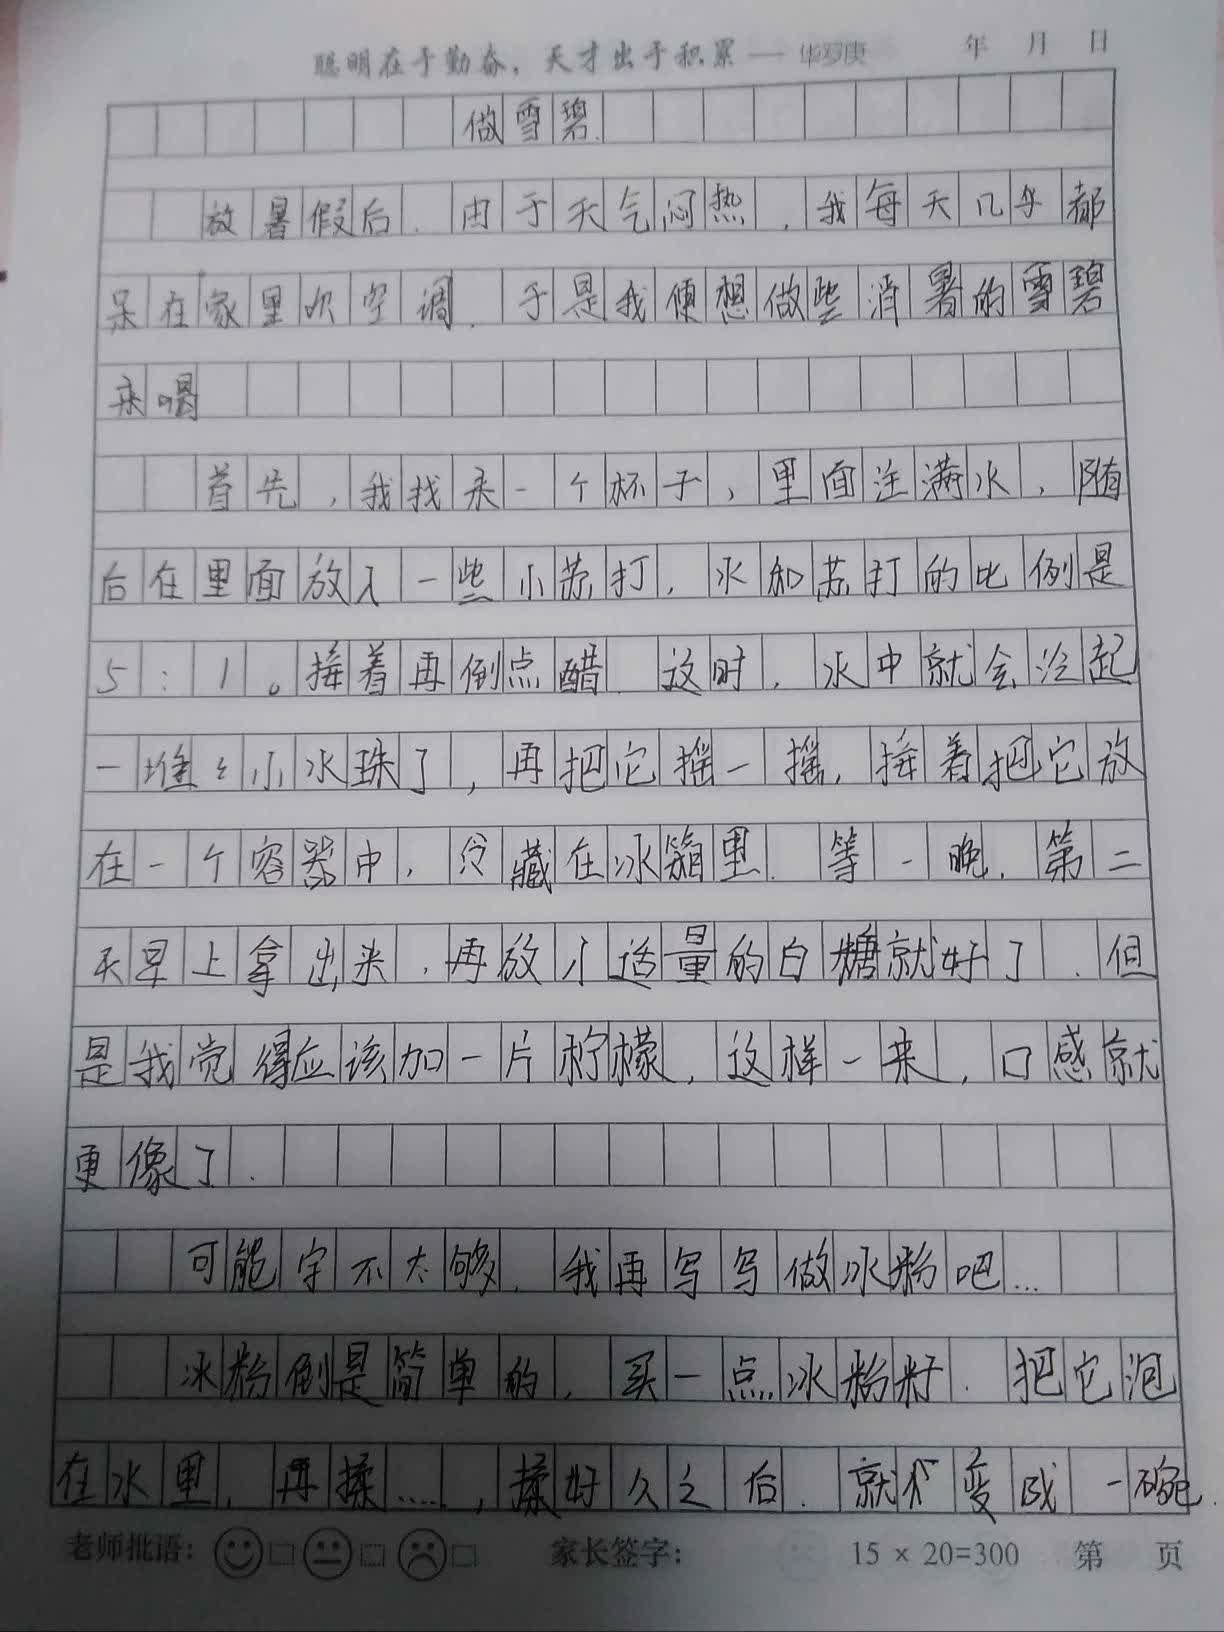 聪明在于勤奋，天才出于积累——华罗庚 年 月 日
做雪碧.
放暑假后.由于天气闷热，我每天几乎都
呆在家里吹空调.于是我便想做些消暑的雪碧
来喝
首先，我找来一个杯子，里面注满水，随
后在里面放入一些小苏打.水和苏打的比例是
5:1。接着再倒点醋.这时.水中就会泛起
一堆々小水珠了，再把它摇一摇.接着把它放
在一个容器中.冷藏在冰箱里.等一晚.第二
天早上拿出来.再放入适量的白糖就好了.但
是我觉得应该加一片柠檬.这样一来，口感就
更像了.
可能字不太够.我再写写做冰粉吧...
冰粉倒是简单的.买一点冰粉籽.把它泡
在水里.再揉……，揉好久之后.就变成一碗.
老师批语： □ □ □ 家长签字： 15 × 20=300 第 页